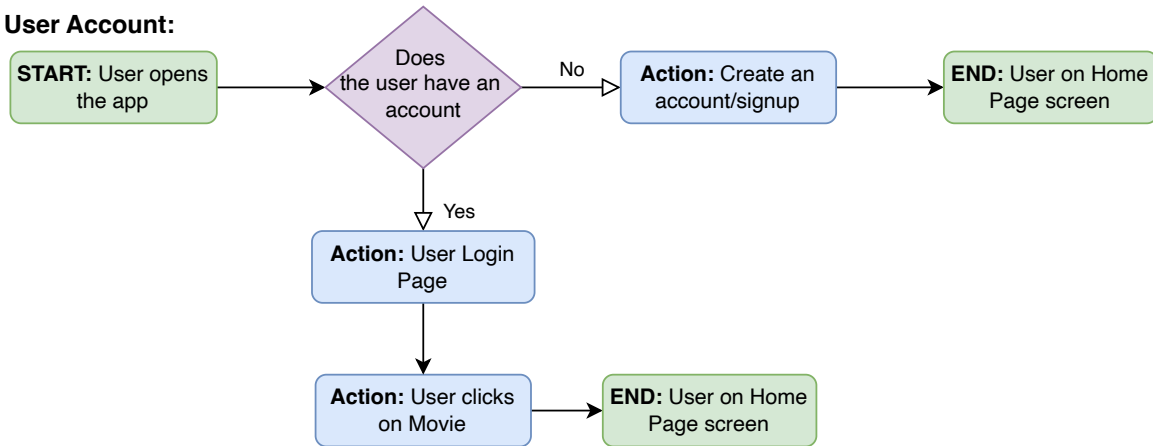 User Account:
START: User opens
the app
Does
the user have an
account
No
Action: Create an
account/signup
END: User on Home
Page screen
Yes
Action: User Login
Page
Action: User clicks
on Movie
END: User on Home
Page screen